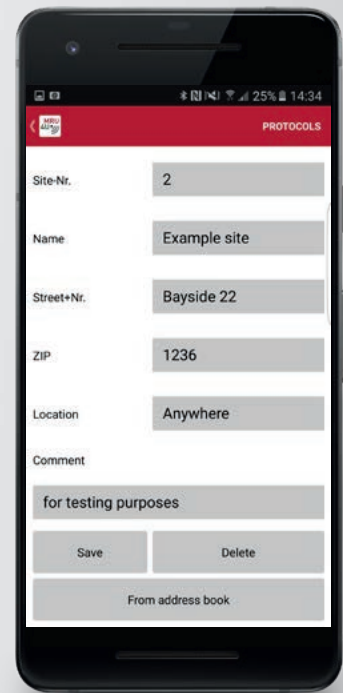 25% 14:34
MRU
4U
PROTOCOLS
Site-Nr. 2
Name Example site
Street+Nr. Bayside 22
ZIP 1236
Location Anywhere
Comment
for testing purposes
Save Delete
From address book